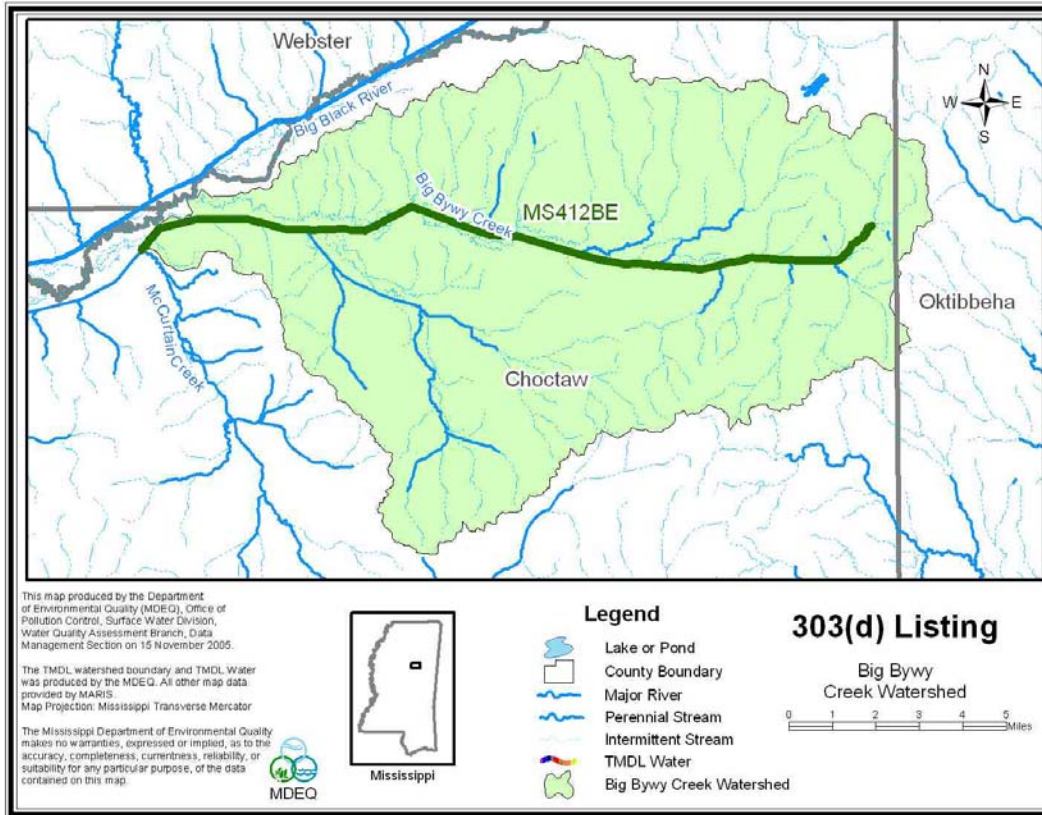 Webster
Big Black River
N
W E
S
Big Bywy Creek
MS412BE
McCurtain Creek
Oktibbeha
Choctaw
This map produced by the Department
of Environmental Quality (MDEQ), Office of
Pollution Control, Surface Water Division,
Water Quality Assessment Branch, Data
Management Section on 15 November 2005.
The TMDL watershed boundary and TMDL Water
was produced by the MDEQ. All other map data
provided by MARIS.
Map Projection: Mississippi Transverse Mercator
The Mississippi Department of Environmental Quality
makes no warranties, expressed or implied, as to the
accuracy, completeness, currentness, reliability, or
suitability for any particular purpose, of the data
contained on this map.
MDEQ
Mississippi
Legend
Lake or Pond
County Boundary
Major River
Perennial Stream
Intermittent Stream
TMDL Water
Big Bywy Creek Watershed
303(d) Listing
Big Bywy
Creek Watershed
0 1 2 3 4 5
Miles